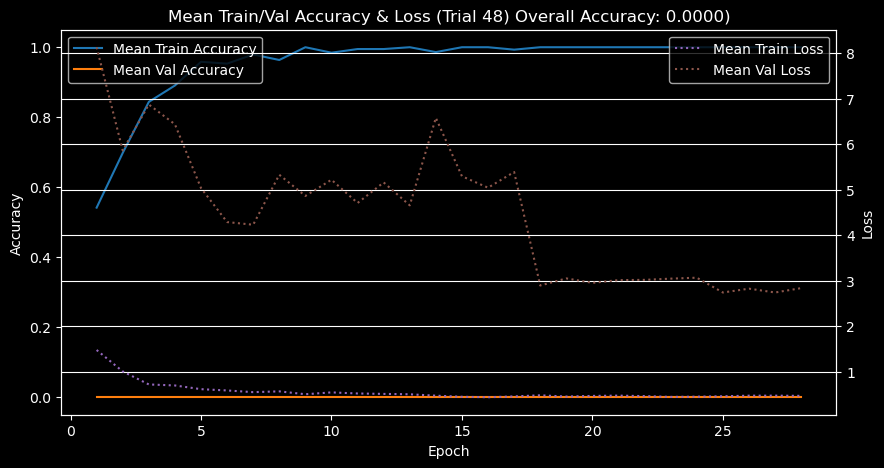 Mean Train/Val Accuracy & Loss (Trial 48) Overall Accuracy: 0.0000)
Mean Train Accuracy
Mean Val Accuracy
Mean Train Loss
Mean Val Loss
1.0
0.8
0.6
0.4
0.2
0.0
Accuracy
8
7
6
5
4
3
2
1
Loss
0
5
10
15
20
25
Epoch